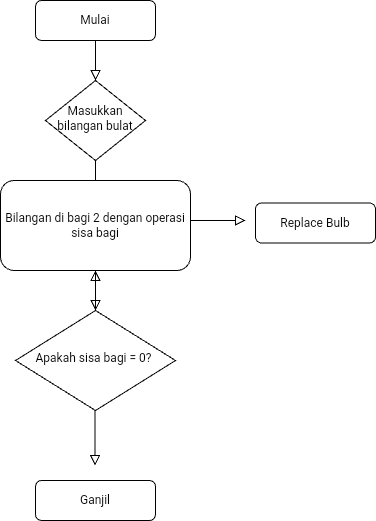 Mulai
Masukkan
bilangan bulat
Bilangan di bagi 2 dengan operasi
sisa bagi
Replace Bulb
Apakah sisa bagi = 0?
Ganjil